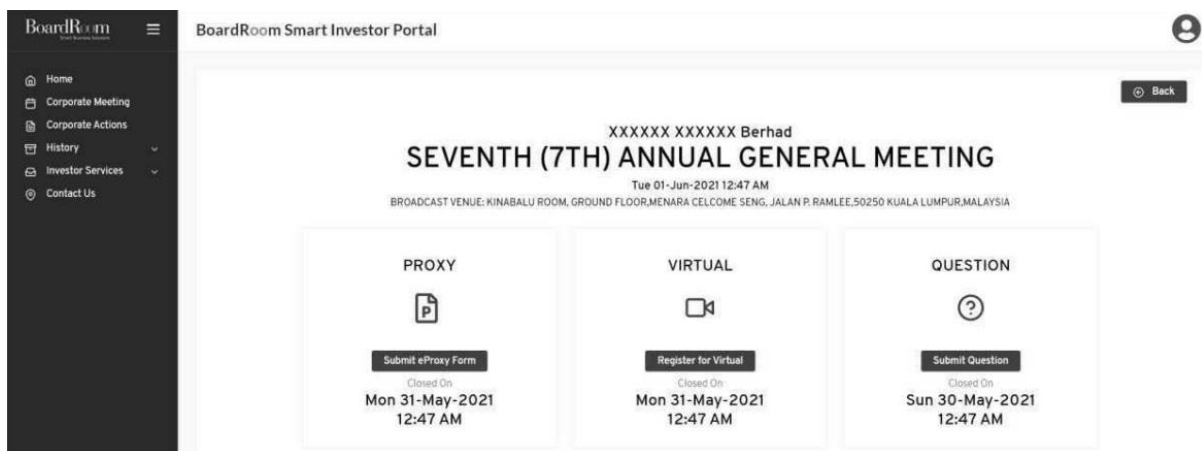 BoardRoom
BoardRoom Smart Investor Portal
Home
Corporate Meeting
Corporate Actions
History
Investor Services
Contact Us
Back
XXXXXX XXXXXX Berhad
SEVENTH (7TH) ANNUAL GENERAL MEETING
Tue 01-Jun-2021 12:47 AM
BROADCAST VENUE: KINABALU ROOM, GROUND FLOOR,MENARA CELCOME SENG, JALAN P. RAMLEE,50250 KUALA LUMPUR,MALAYSIA
PROXY
P
Submit eProxy Form
Closed On
Mon 31-May-2021
12:47 AM
VIRTUAL
Register for Virtual
Closed On
Mon 31-May-2021
12:47 AM
QUESTION
?
Submit Question
Closed On
Sun 30-May-2021
12:47 AM